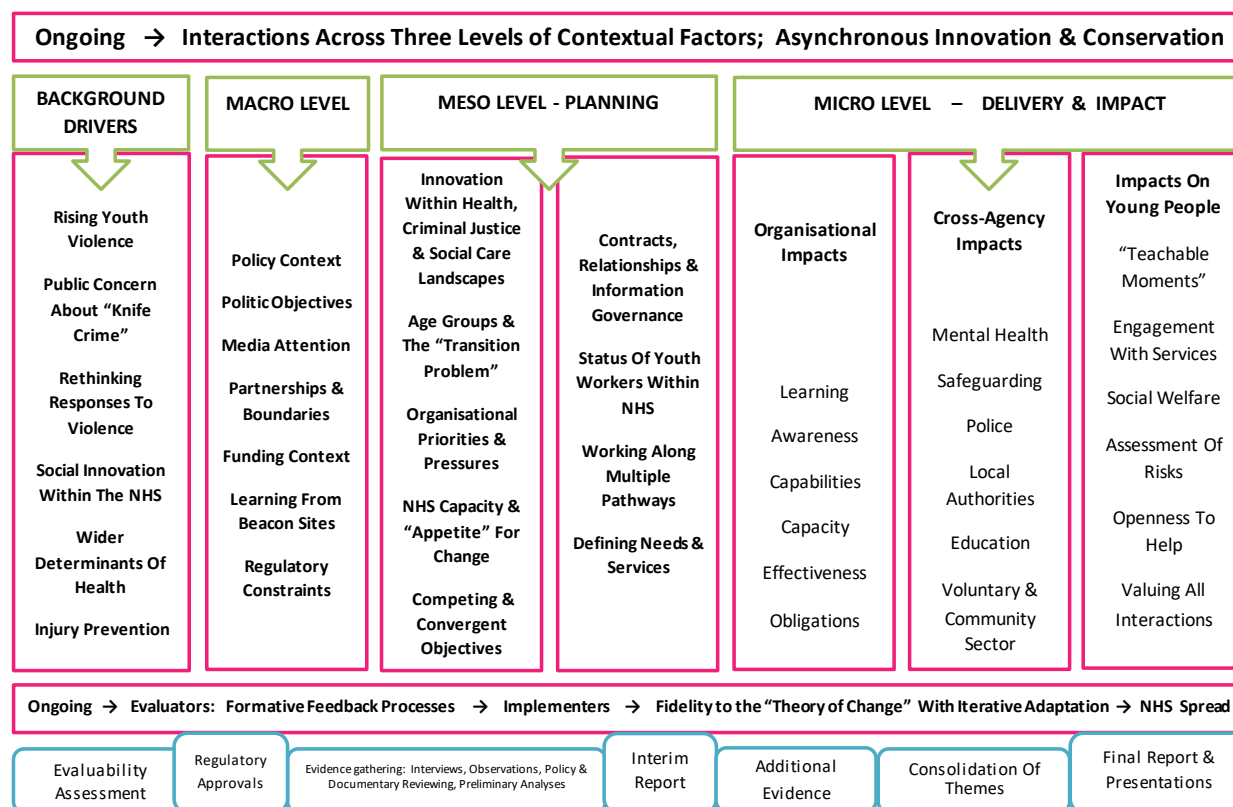 Ongoing → Interactions Across Three Levels of Contextual Factors; Asynchronous Innovation & Conservation
BACKGROUND
DRIVERS
MACRO LEVEL
MESO LEVEL - PLANNING
MICRO LEVEL – DELIVERY & IMPACT
Rising Youth
Violence
Public Concern
About “Knife
Crime”
Rethinking
Responses To
Violence
Social Innovation
Within The NHS
Wider
Determinants Of
Health
Injury Prevention
Policy Context
Politic Objectives
Media Attention
Partnerships &
Boundaries
Funding Context
Learning From
Beacon Sites
Regulatory
Constraints
Innovation
Within Health,
Criminal Justice
& Social Care
Landscapes
Age Groups &
The “Transition
Problem”
Organisational
Priorities &
Pressures
NHS Capacity &
“Appetite” For
Change
Competing &
Convergent
Objectives
Contracts,
Relationships &
Information
Governance
Status Of Youth
Workers Within
NHS
Working Along
Multiple
Pathways
Defining Needs &
Services
Organisational
Impacts
Learning
Awareness
Capabilities
Capacity
Effectiveness
Obligations
Cross-Agency
Impacts
Mental Health
Safeguarding
Police
Local
Authorities
Education
Voluntary &
Community
Sector
Impacts On
Young People
“Teachable
Moments”
Engagement
With Services
Social Welfare
Assessment Of
Risks
Openness To
Help
Valuing All
Interactions
Ongoing → Evaluators: Formative Feedback Processes → Implementers → Fidelity to the “Theory of Change” With Iterative Adaptation → NHS Spread
Evaluability
Assessment
Regulatory
Approvals
Evidence gathering: Interviews, Observations, Policy &
Documentary Reviewing, Preliminary Analyses
Interim
Report
Additional
Evidence
Consolidation Of
Themes
Final Report &
Presentations